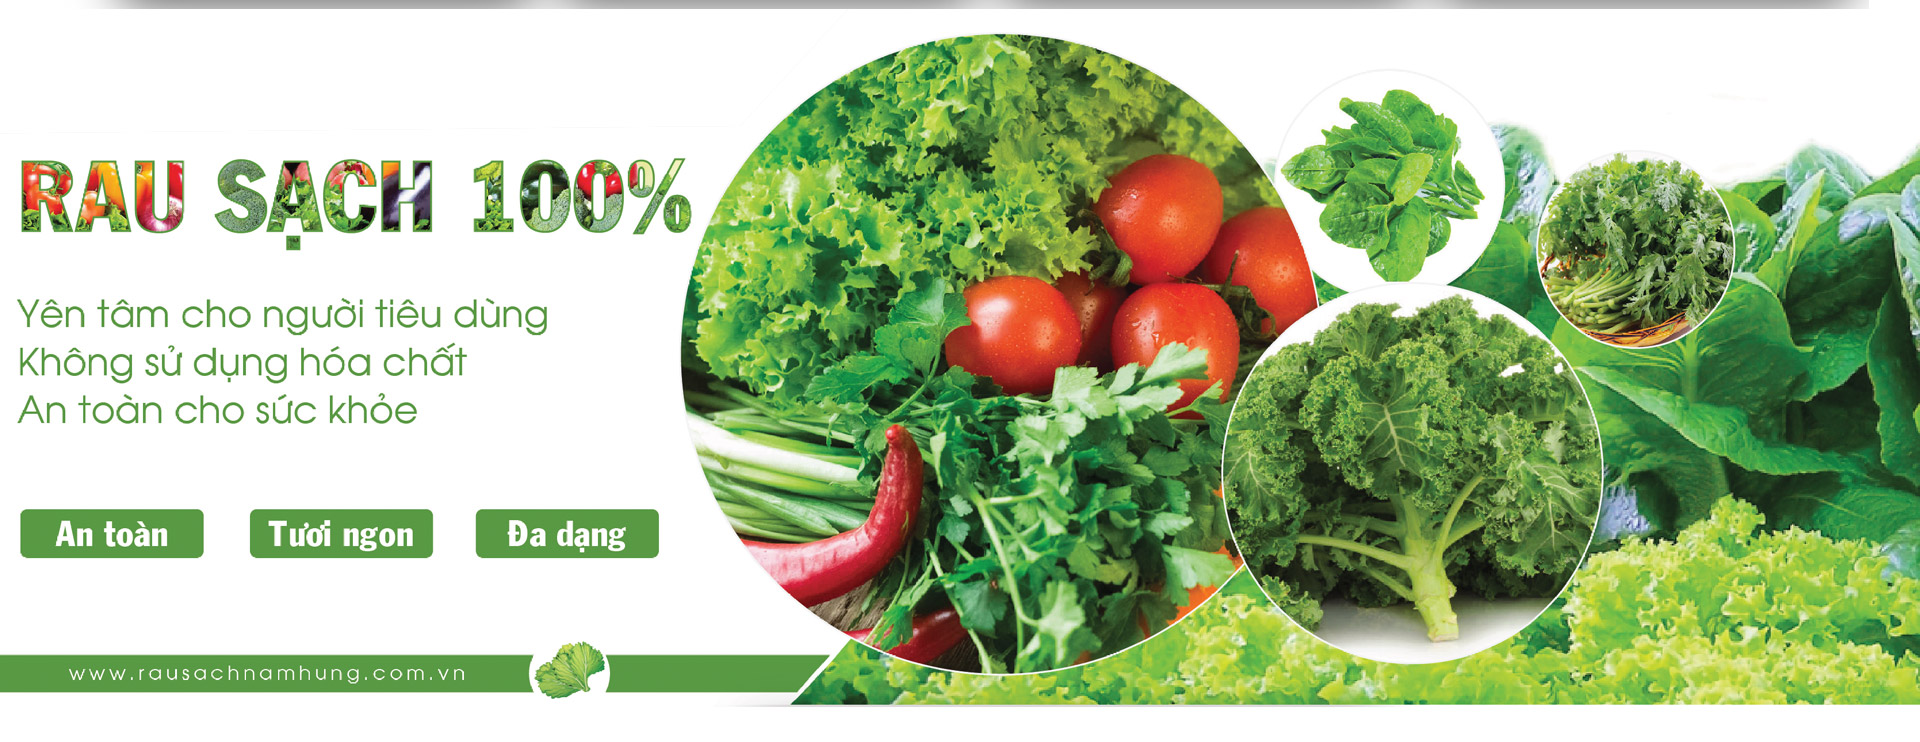 RAU SẠCH 100%
Yên tâm cho người tiêu dùng
Không sử dụng hóa chất
An toàn cho sức khỏe
An toàn
Tươi ngon
Đa dạng
www.rausachnamhung.com.vn